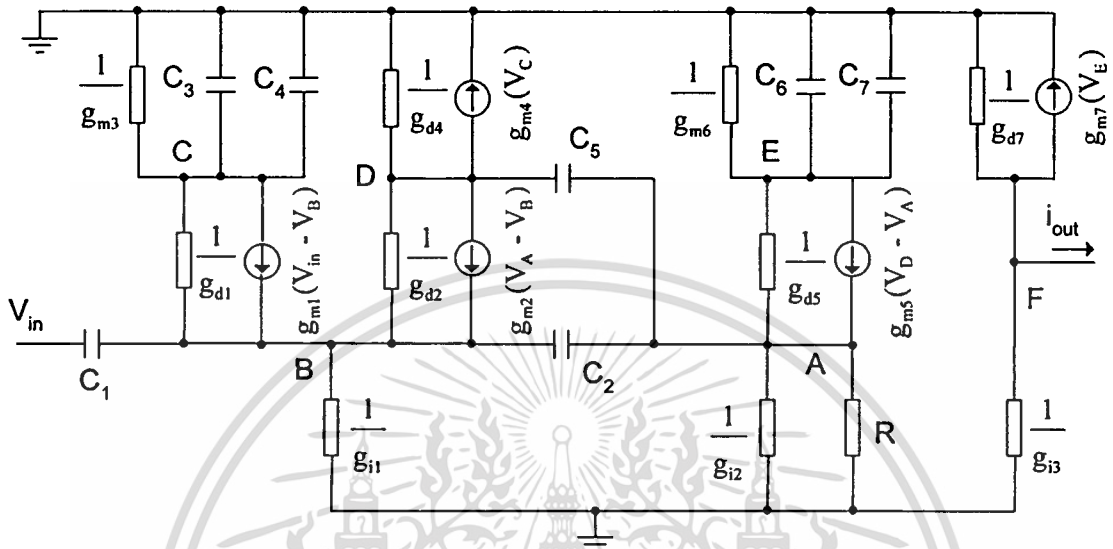 1
g_m3
C_3
C_4
1
g_d4
g_m4(V_C)
1
g_m6
C_6
C_7
1
g_d7
g_m7(V_E)
C
D
C_5
E
1
g_d1
g_m1(V_in - V_B)
1
g_d2
g_m2(V_A - V_B)
1
g_d5
g_m5(V_D - V_A)
i_out
F
V_in
C_1
B
C_2
A
1
g_i1
1
g_i2
R
1
g_i3